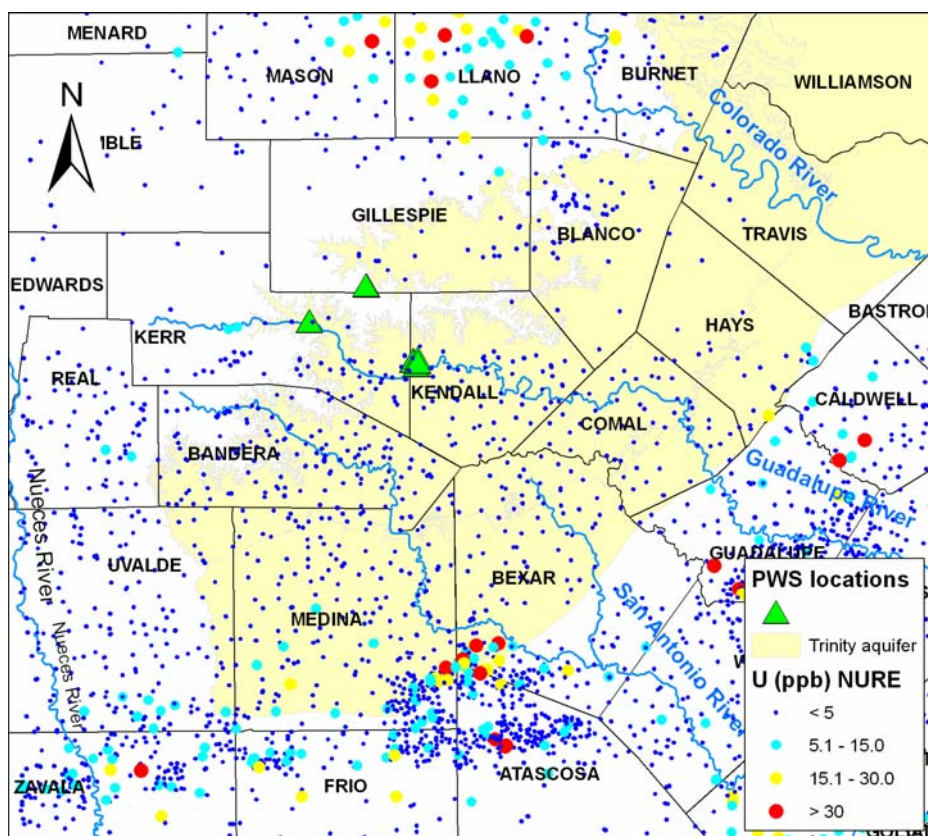 MENARD
MASON
LLANO
BURNET
WILLIAMSON
N
Colorado River
GILLESPIE
BLANCO
TRAVIS
EDWARDS
KERR
HAYS
BASTROP
REAL
KENDALL
CALDWELL
COMAL
BANDERA
Nueces River
Guadalupe River
UVALDE
GUADALUPE
BEXAR
MEDINA
San Antonio River
Nueces River
ZAVALA
FRIO
ATASCOSA
PWS locations
Trinity aquifer
U (ppb) NURE
< 5
5.1 - 15.0
15.1 - 30.0
> 30